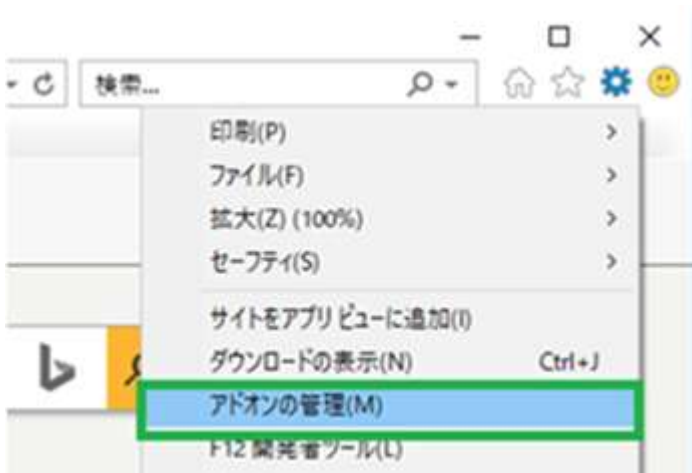 検索...
印刷(P)
ファイル(F)
拡大(Z) (100%)
セーフティ(S)
サイトをアプリ ビューに追加(I)
ダウンロードの表示(N) Ctrl+J
アドオンの管理(M)
F12 開発者ツール(L)